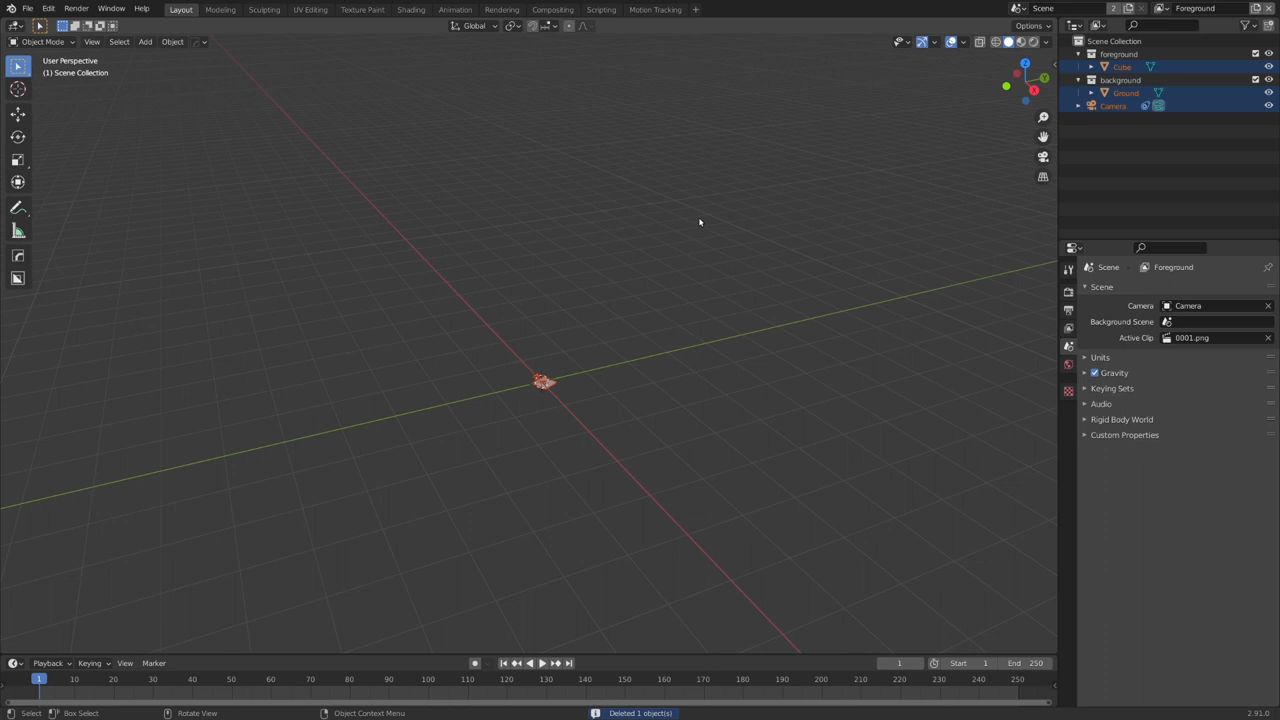 File Edit Render Window Help Layout Modeling Sculpting UV Editing Texture Paint Shading Animation Rendering Compositing Scripting Motion Tracking + Scene 2 Foreground
Global Options
Object Mode View Select Add Object
User Perspective
(1) Scene Collection
Z
Y
X
Scene Collection
foreground
Cube
background
Ground
Camera
Scene Foreground
Scene
Camera Camera
Background Scene
Active Clip 0001.png
Units
Gravity
Keying Sets
Audio
Rigid Body World
Custom Properties
Playback Keying View Marker 1 Start 1 End 250
1 10 20 30 40 50 60 70 80 90 100 110 120 130 140 150 160 170 180 190 200 210 220 230 240 250
Select Box Select Rotate View Object Context Menu Deleted 1 object(s) 2.91.0